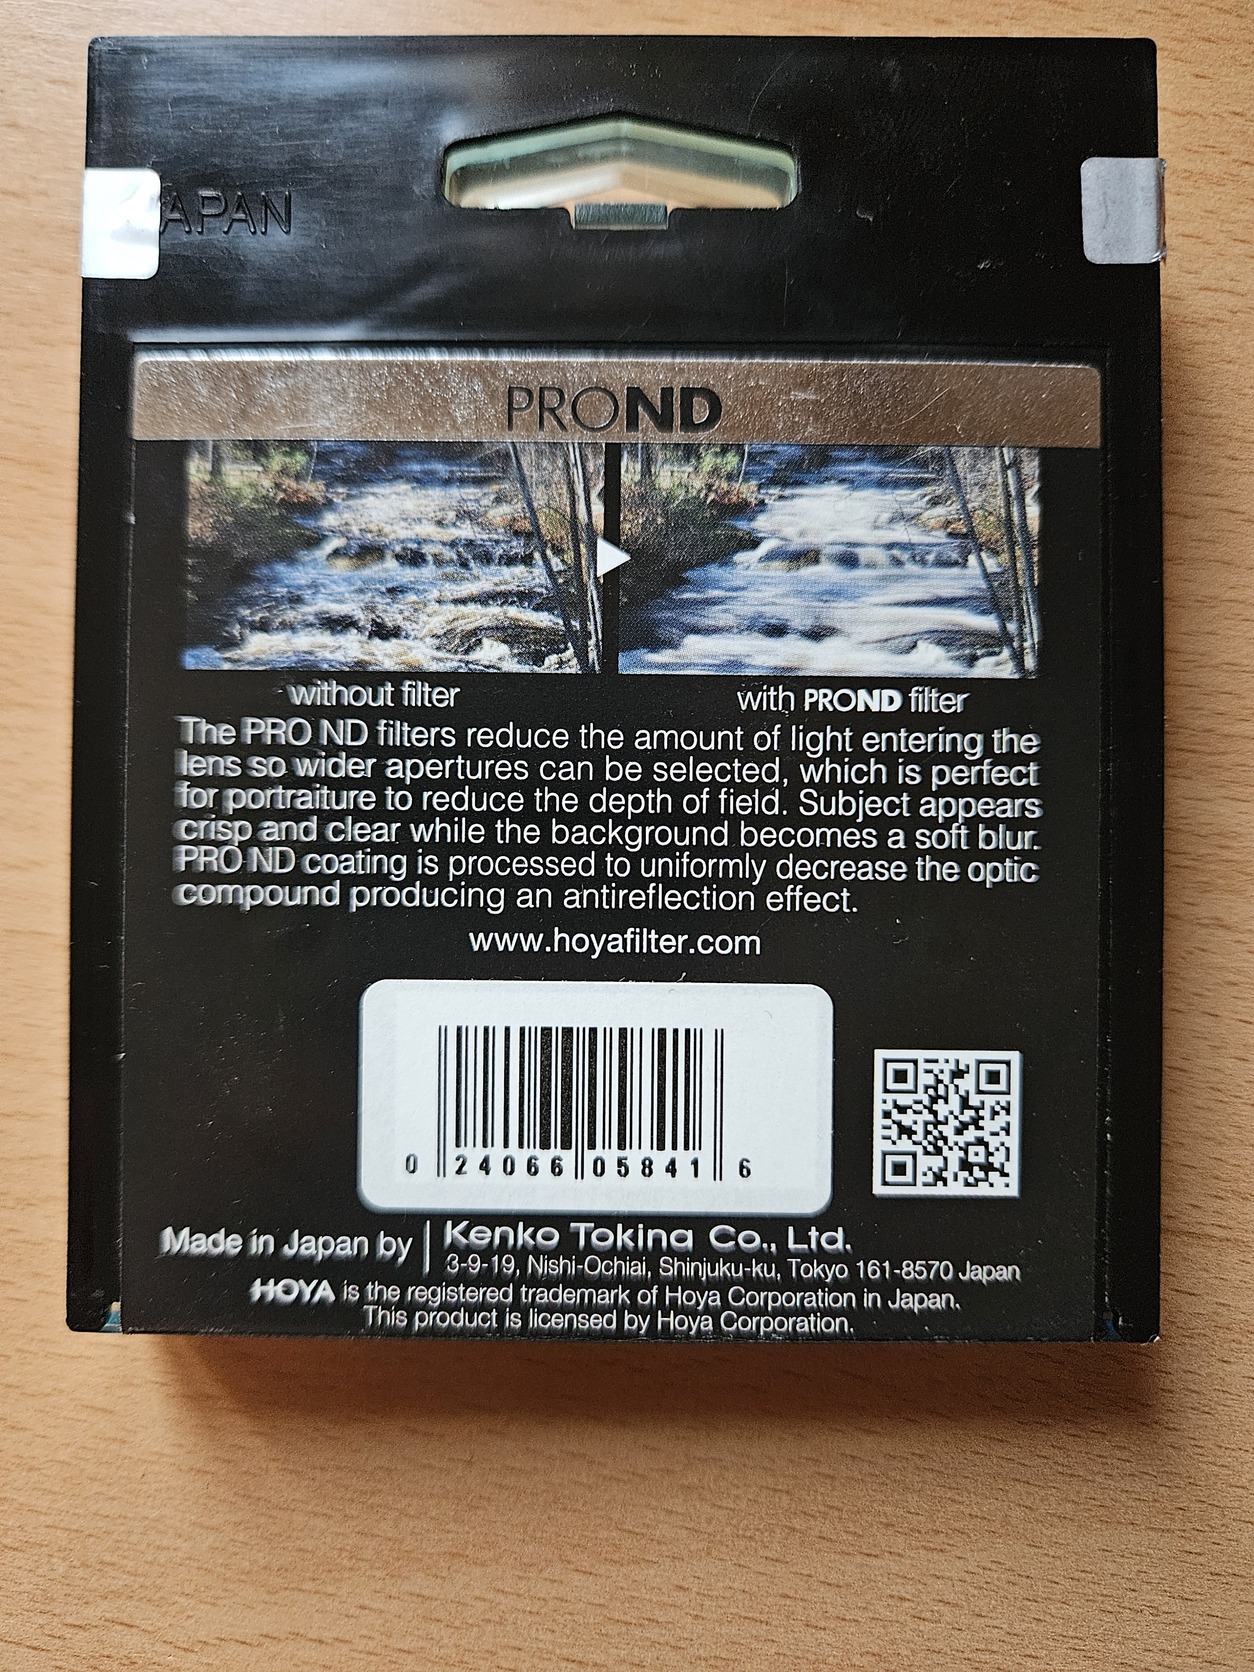 APAN
PROND
without filter
with PROND filter
The PRO ND filters reduce the amount of light entering the
lens so wider apertures can be selected, which is perfect
for portraiture to reduce the depth of field. Subject appears
crisp and clear while the background becomes a soft blur.
PRO ND coating is processed to uniformly decrease the optic
compound producing an antireflection effect.
www.hoyafilter.com
0 24066 05841 6
Made in Japan by
Kenko Tokina Co., Ltd.
3-9-19, Nishi-Ochiai, Shinjuku-ku, Tokyo 161-8570 Japan
HOYA is the registered trademark of Hoya Corporation in Japan.
This product is licensed by Hoya Corporation.